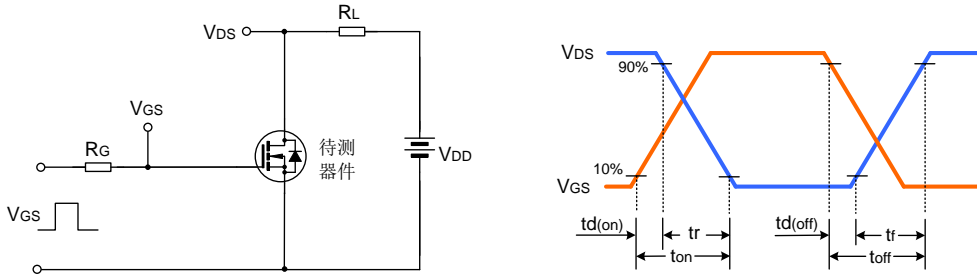 RL
VDS
VGS
RG
待测
器件
VDD
VGS
VDS
90%
10%
VGS
td(on)
tr
ton
td(off)
tf
toff